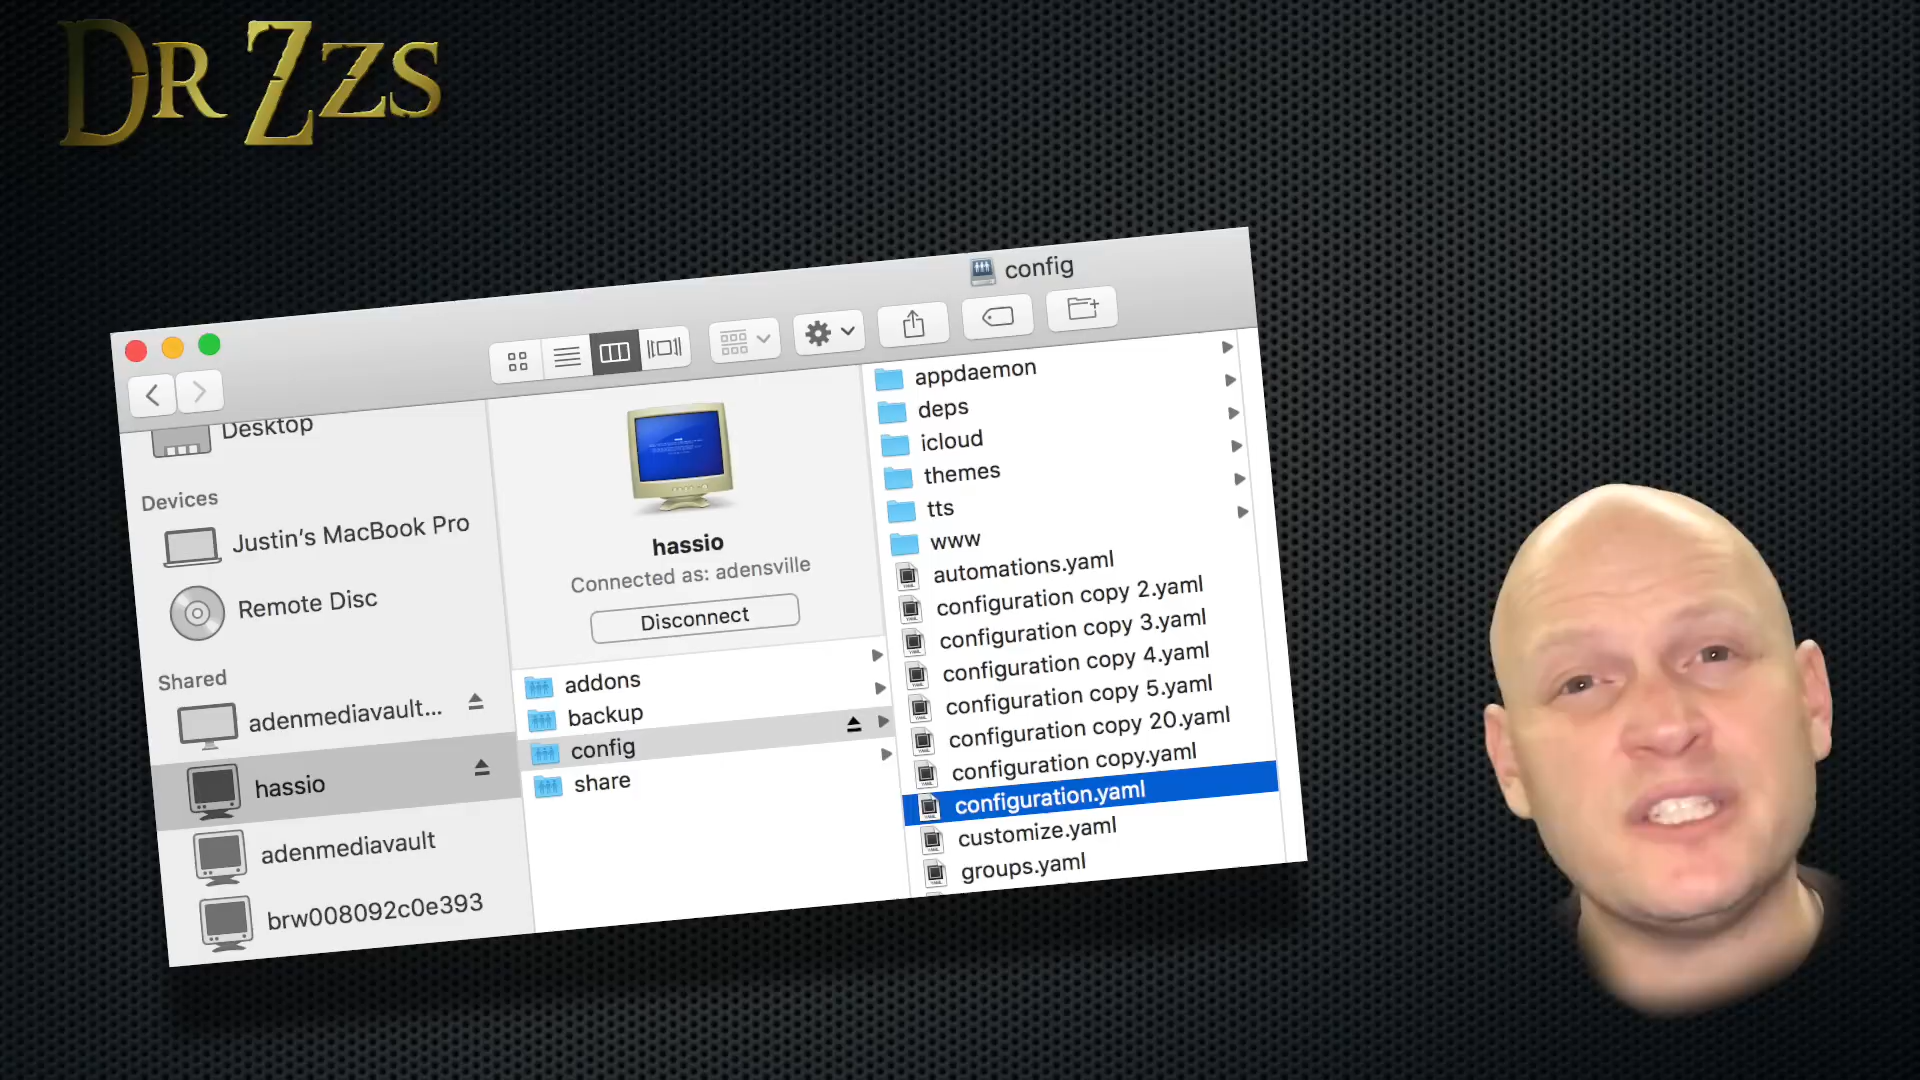 DR ZZS
config
Desktop
Devices
Justin's MacBook Pro
Remote Disc
Shared
adenmediavault...
hassio
adenmediavault
brw008092c0e393
hassio
Connected as: adensville
Disconnect
addons
backup
config
share
appdaemon
deps
icloud
themes
tts
www
automations.yaml
configuration copy 2.yaml
configuration copy 3.yaml
configuration copy 4.yaml
configuration copy 5.yaml
configuration copy 20.yaml
configuration copy.yaml
configuration.yaml
customize.yaml
groups.yaml